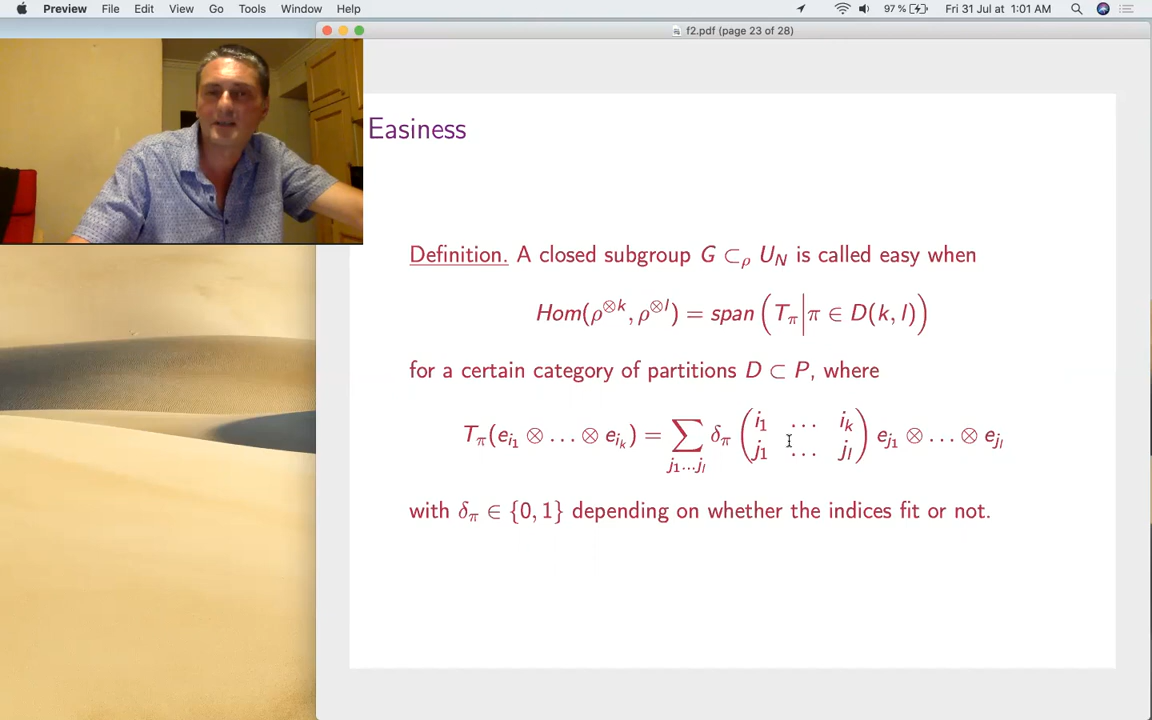 Preview File Edit View Go Tools Window Help 97 % Fri 31 Jul at 1:01 AM
f2.pdf (page 23 of 28)
Easiness
Definition. A closed subgroup G ⊂ρ U_N is called easy when
Hom(ρ^⊗k, ρ^⊗l) = span (T_π | π ∈ D(k, l))
for a certain category of partitions D ⊂ P, where
T_π(e_i1 ⊗ … ⊗ e_ik) = ∑_{j1…jl} δ_π (i1 … ik / j1 … jl) e_j1 ⊗ … ⊗ e_jl
with δ_π ∈ {0, 1} depending on whether the indices fit or not.